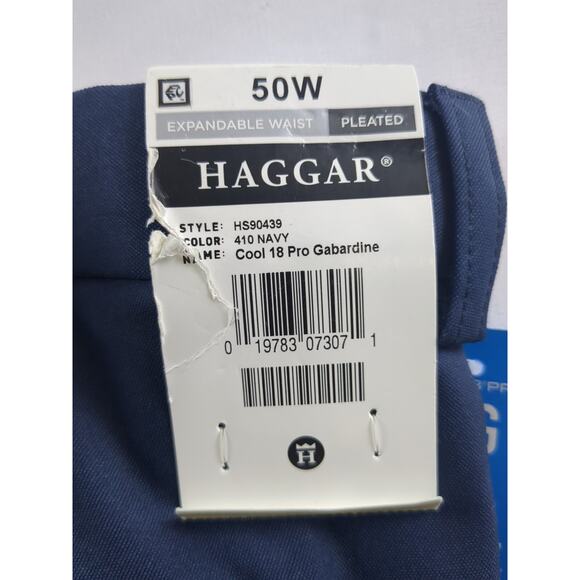 50W
EXPANDABLE WAIST PLEATED
HAGGAR®
STYLE: HS90439
COLOR: 410 NAVY
NAME: Cool 18 Pro Gabardine
0 19783 07307 1
H
PR
G